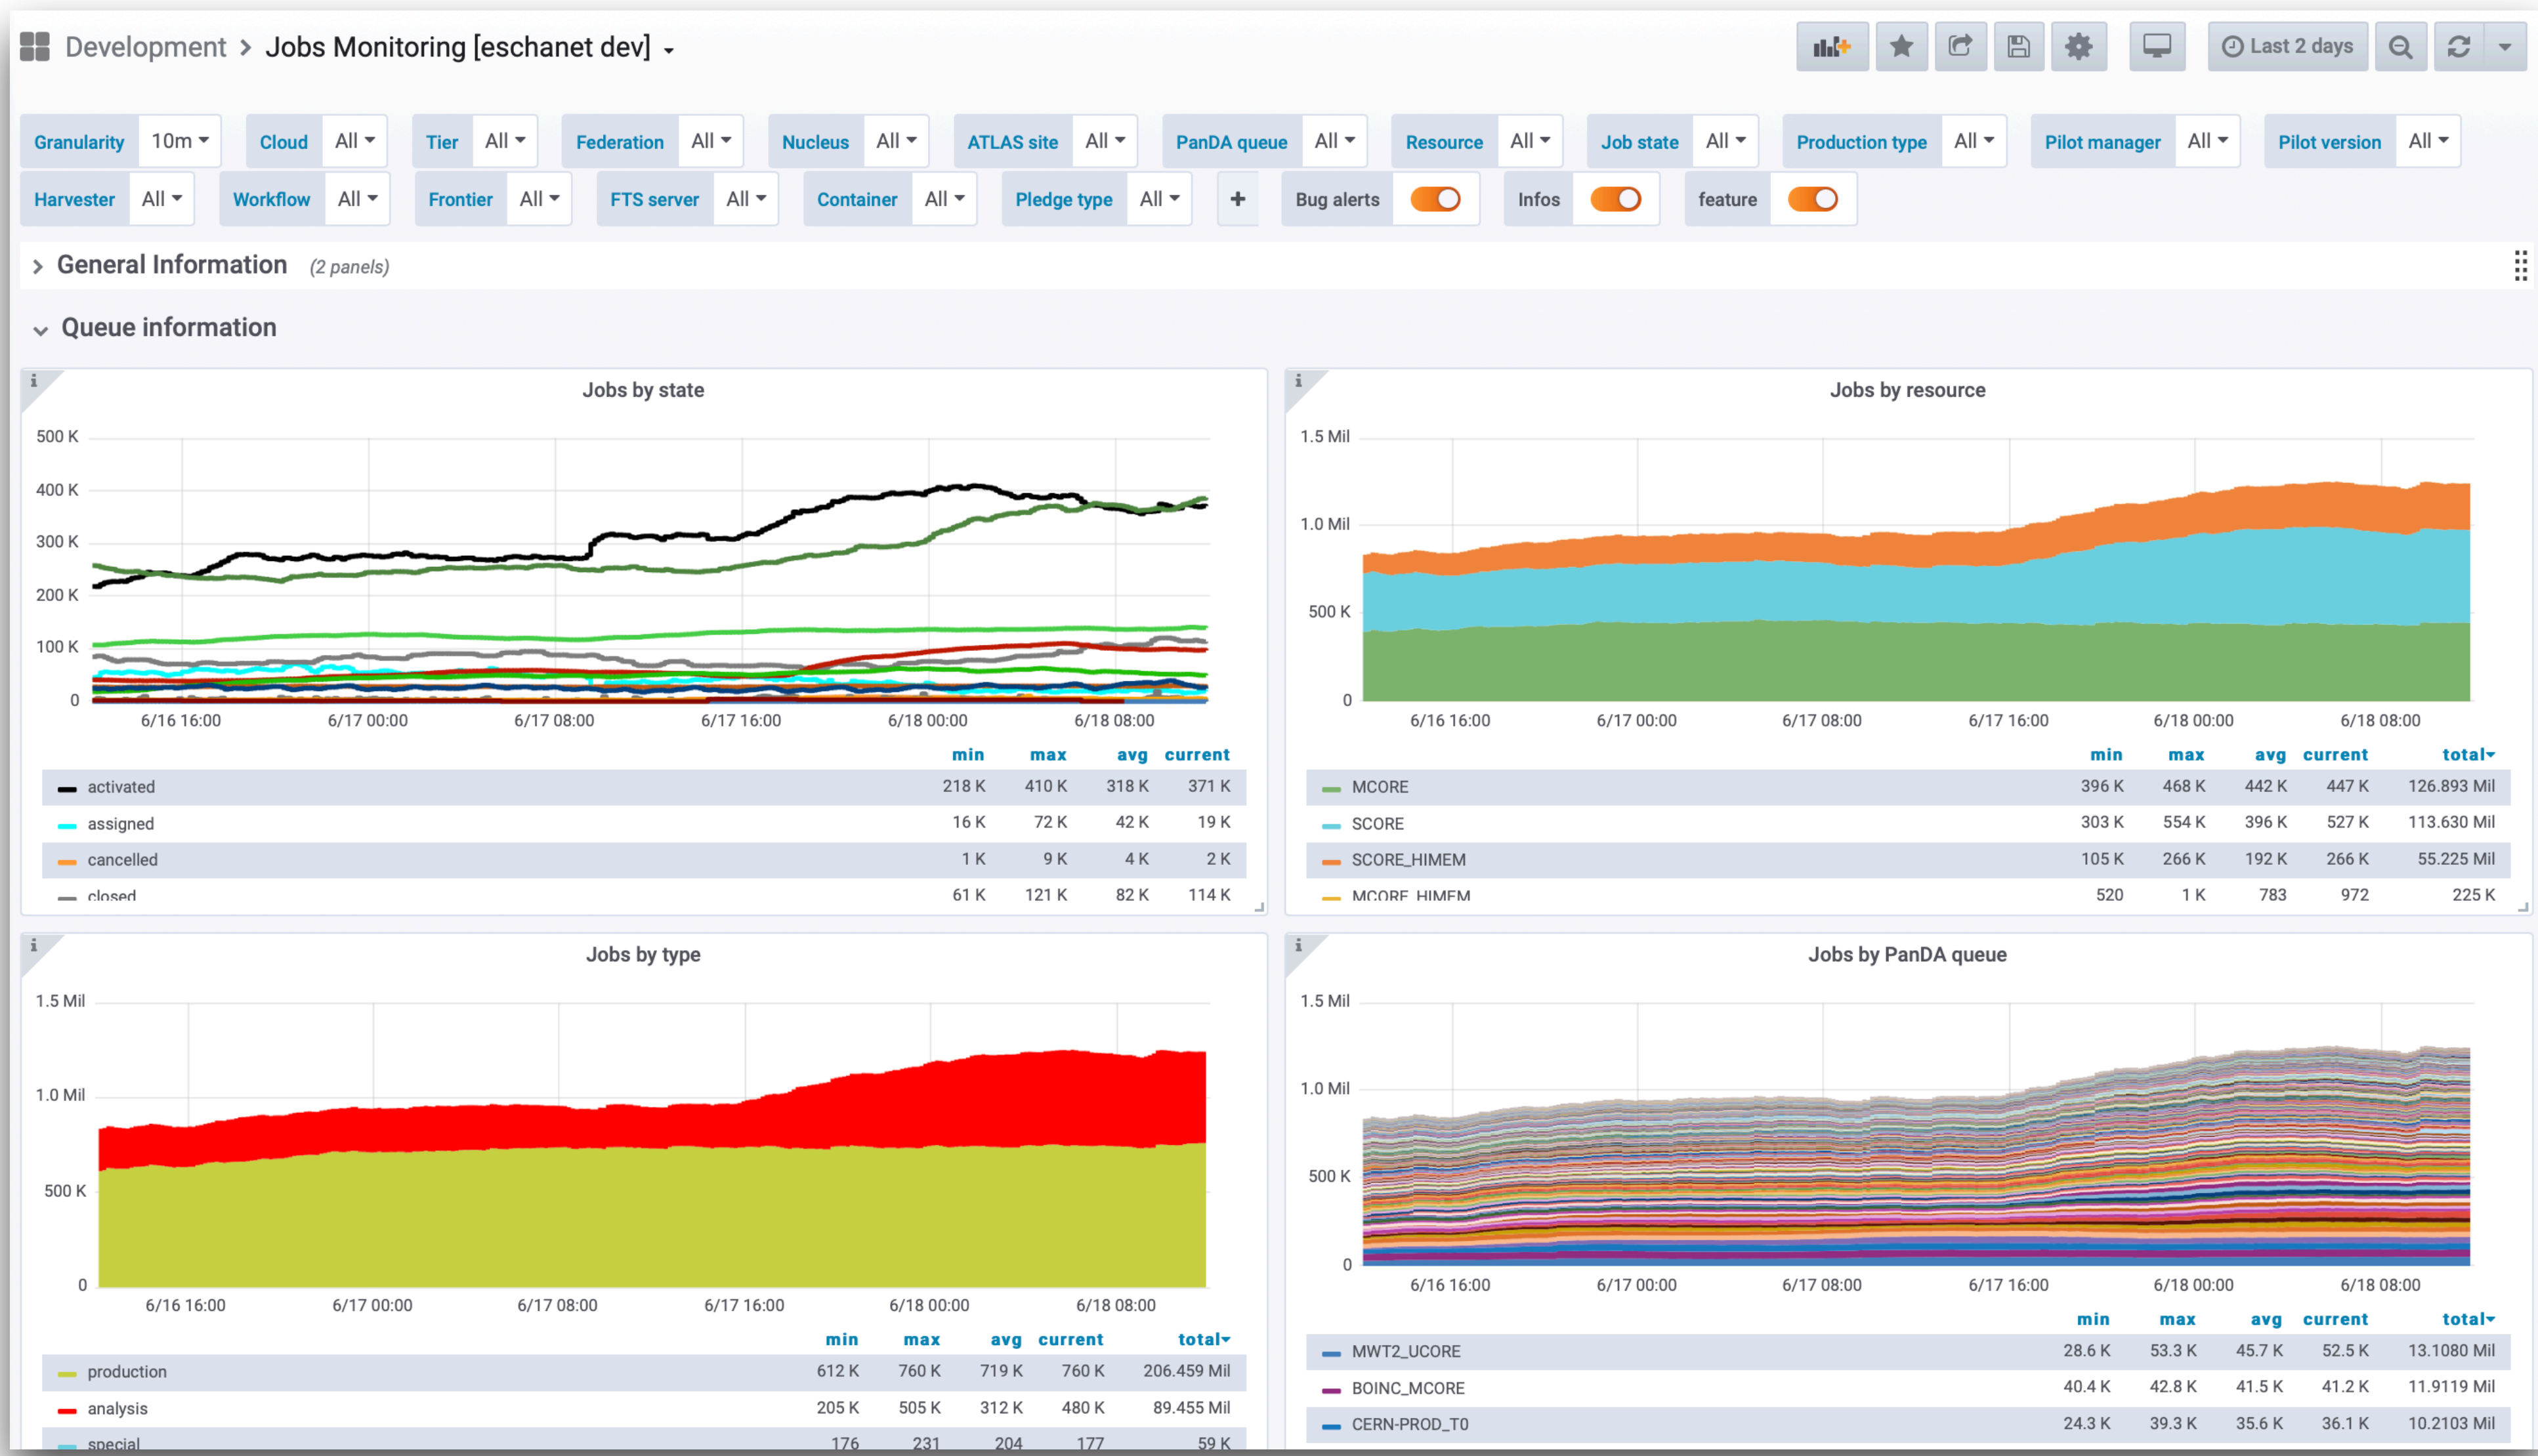 Development > Jobs Monitoring [eschanet dev]
Last 2 days
Granularity 10m Cloud All Tier All Federation All Nucleus All ATLAS site All PanDA queue All Resource All Job state All Production type All Pilot manager All Pilot version All
Harvester All Workflow All Frontier All FTS server All Container All Pledge type All + Bug alerts Infos feature
General Information (2 panels)
Queue information
Jobs by state
500 K
400 K
300 K
200 K
100 K
0
6/16 16:00 6/17 00:00 6/17 08:00 6/17 16:00 6/18 00:00 6/18 08:00
min max avg current
activated 218 K 410 K 318 K 371 K
assigned 16 K 72 K 42 K 19 K
cancelled 1 K 9 K 4 K 2 K
closed 61 K 121 K 82 K 114 K
Jobs by resource
1.5 Mil
1.0 Mil
500 K
0
6/16 16:00 6/17 00:00 6/17 08:00 6/17 16:00 6/18 00:00 6/18 08:00
min max avg current total
MCORE 396 K 468 K 442 K 447 K 126.893 Mil
SCORE 303 K 554 K 396 K 527 K 113.630 Mil
SCORE_HIMEM 105 K 266 K 192 K 266 K 55.225 Mil
MCORE_HIMEM 520 1 K 783 972 225 K
Jobs by type
1.5 Mil
1.0 Mil
500 K
0
6/16 16:00 6/17 00:00 6/17 08:00 6/17 16:00 6/18 00:00 6/18 08:00
min max avg current total
production 612 K 760 K 719 K 760 K 206.459 Mil
analysis 205 K 505 K 312 K 480 K 89.455 Mil
special 176 231 204 177 59 K
Jobs by PanDA queue
1.5 Mil
1.0 Mil
500 K
0
6/16 16:00 6/17 00:00 6/17 08:00 6/17 16:00 6/18 00:00 6/18 08:00
min max avg current total
MWT2_UCORE 28.6 K 53.3 K 45.7 K 52.5 K 13.1080 Mil
BOINC_MCORE 40.4 K 42.8 K 41.5 K 41.2 K 11.9119 Mil
CERN-PROD_T0 24.3 K 39.3 K 35.6 K 36.1 K 10.2103 Mil